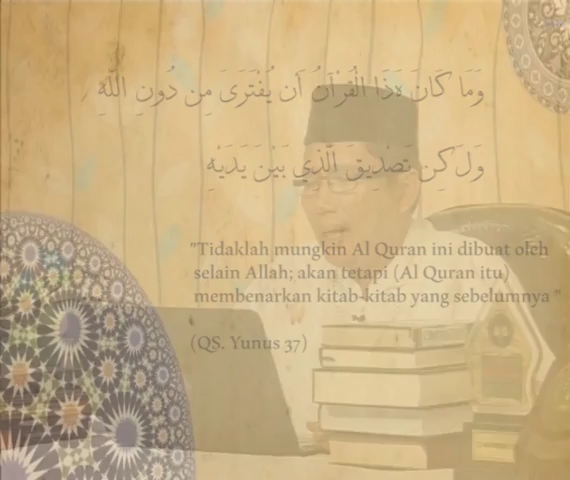 وَمَا كَانَ هَذَا الْقُرْآنُ أَن يُفْتَرَىَ مِن دُونِ اللّهِ
وَلَكِن تَصْدِيقَ الَّذِي بَيْنَ يَدَيْهِ
"Tidaklah mungkin Al Quran ini dibuat oleh
selain Allah; akan tetapi (Al Quran itu)
membenarkan kitab-kitab yang sebelumnya "
(QS. Yunus 37)